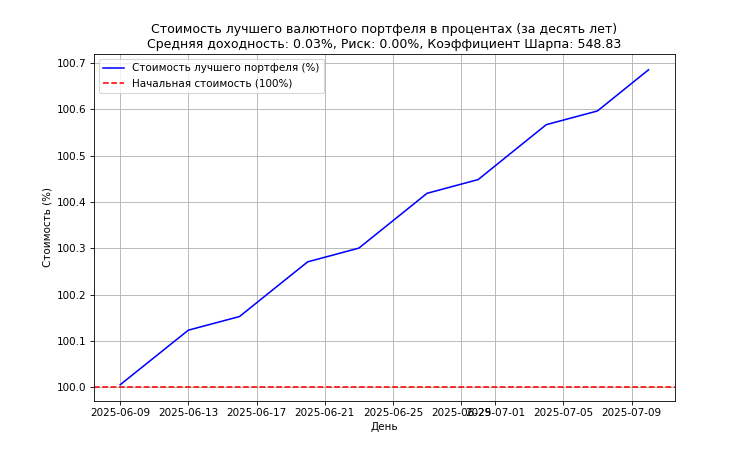 Стоимость лучшего валютного портфеля в процентах (за десять лет)
Средняя доходность: 0.03%, Риск: 0.00%, Коэффициент Шарпа: 548.83
Стоимость лучшего портфеля (%)
Начальная стоимость (100%)
Стоимость (%)
100.7
100.6
100.5
100.4
100.3
100.2
100.1
100.0
2025-06-09 2025-06-13 2025-06-17 2025-06-21 2025-06-25 2025-06-29 2025-07-01 2025-07-05 2025-07-09
День